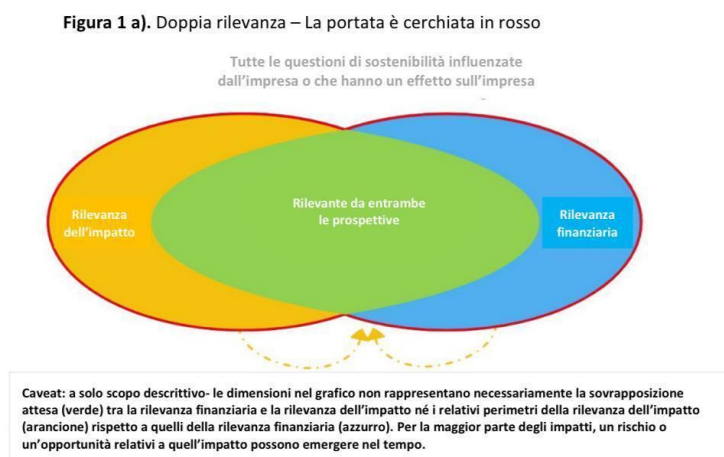 Figura 1 a). Doppia rilevanza – La portata è cerchiata in rosso
Tutte le questioni di sostenibilità influenzate
dall’impresa o che hanno un effetto sull’impresa
Rilevanza
dell’impatto
Rilevante da entrambe
le prospettive
Rilevanza
finanziaria
Caveat: a solo scopo descrittivo- le dimensioni nel grafico non rappresentano necessariamente la sovrapposizione
attesa (verde) tra la rilevanza finanziaria e la rilevanza dell’impatto né i relativi perimetri della rilevanza dell’impatto
(arancione) rispetto a quelli della rilevanza finanziaria (azzurro). Per la maggior parte degli impatti, un rischio o
un’opportunità relativi a quell’impatto possono emergere nel tempo.